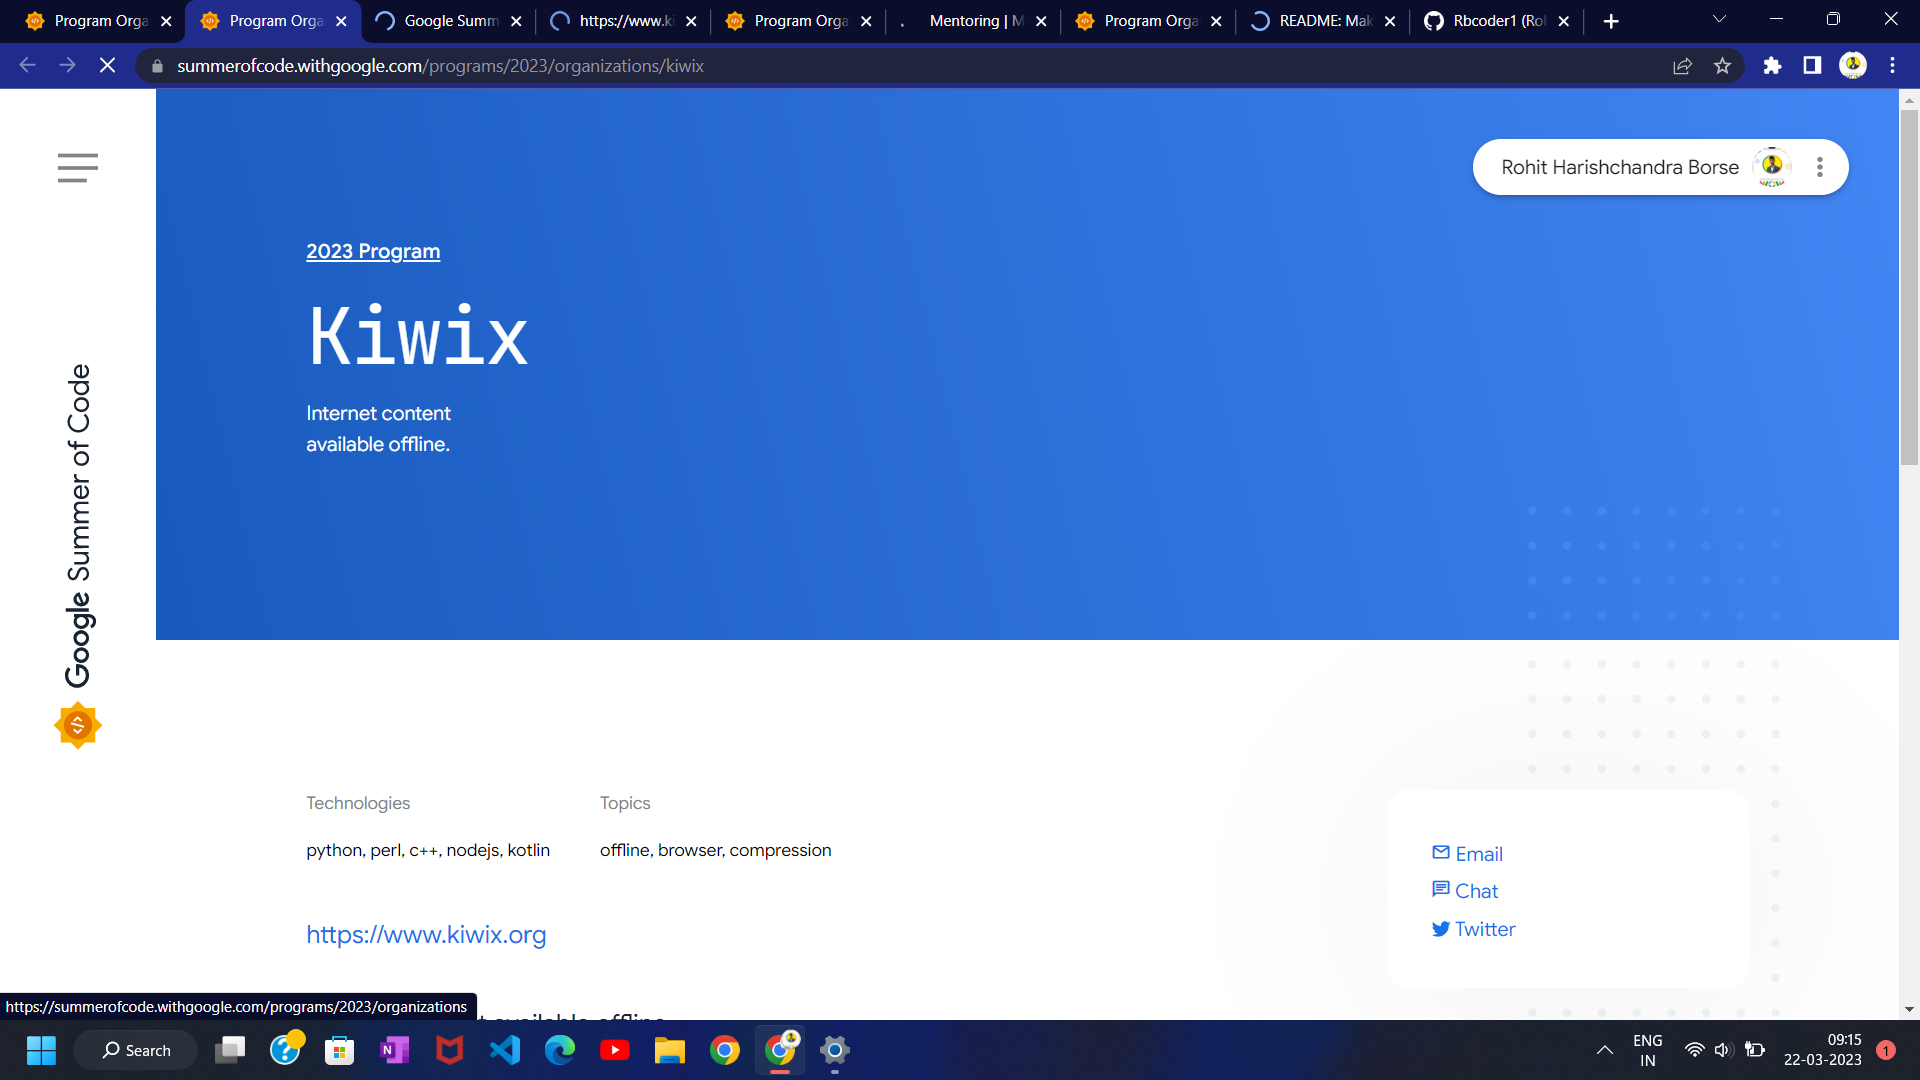 Program Orga
Program Orga
Google Summ
https://www.ki
Program Orga
Mentoring | M
Program Orga
README: Mak
Rbcoder1 (Roh
summerofcode.withgoogle.com/programs/2023/organizations/kiwix
Rohit Harishchandra Borse
2023 Program
Kiwix
Internet content
available offline.
Google Summer of Code
Technologies
Topics
python, perl, c++, nodejs, kotlin
offline, browser, compression
Email
Chat
Twitter
https://www.kiwix.org
https://summerofcode.withgoogle.com/programs/2023/organizations
t available offline
Search
ENG
IN
09:15
22-03-2023
1